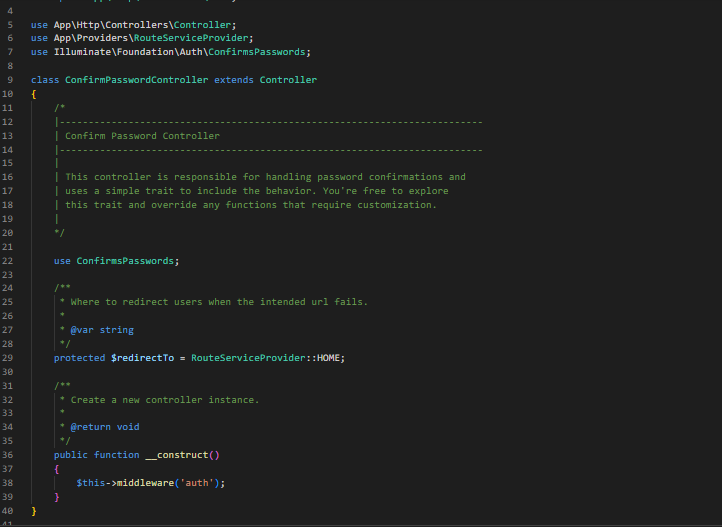 4
5 use App\Http\Controllers\Controller;
6 use App\Providers\RouteServiceProvider;
7 use Illuminate\Foundation\Auth\ConfirmsPasswords;
8
9 class ConfirmPasswordController extends Controller
10 {
11 /*
12 |--------------------------------------------------------------------------
13 | Confirm Password Controller
14 |--------------------------------------------------------------------------
15 |
16 | This controller is responsible for handling password confirmations and
17 | uses a simple trait to include the behavior. You're free to explore
18 | this trait and override any functions that require customization.
19 |
20 */
21
22 use ConfirmsPasswords;
23
24 /**
25 * Where to redirect users when the intended url fails.
26 *
27 * @var string
28 */
29 protected $redirectTo = RouteServiceProvider::HOME;
30
31 /**
32 * Create a new controller instance.
33 *
34 * @return void
35 */
36 public function __construct()
37 {
38 $this->middleware('auth');
39 }
40 }
41